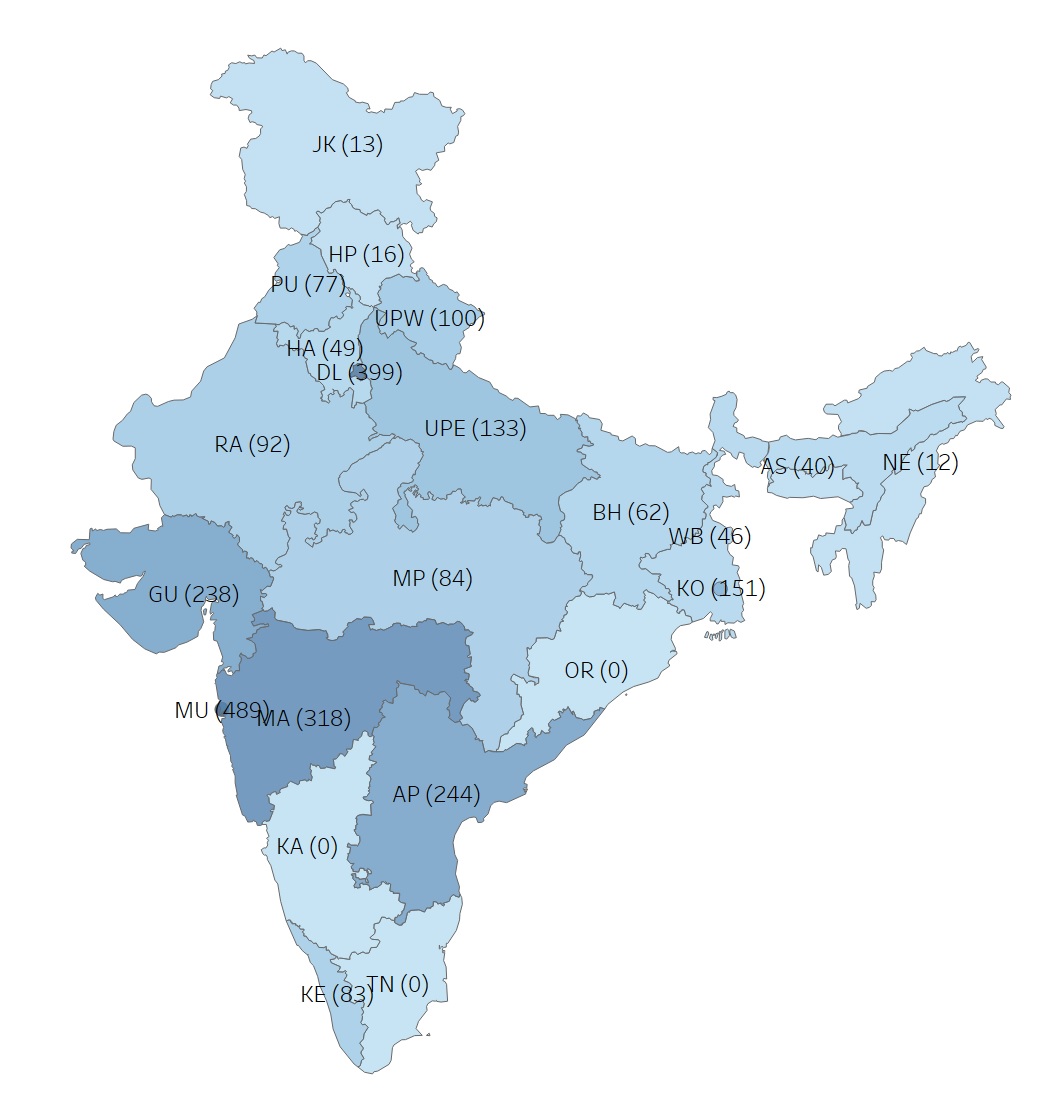 JK (13)
HP (16)
PU (77)
UPW (100)
HA (49)
DL (399)
UPE (133)
RA (92)
AS (40)
NE (12)
BH (62)
WB (46)
MP (84)
KO (151)
GU (238)
OR (0)
MU (489)
MA (318)
AP (244)
KA (0)
TN (0)
KE (83)